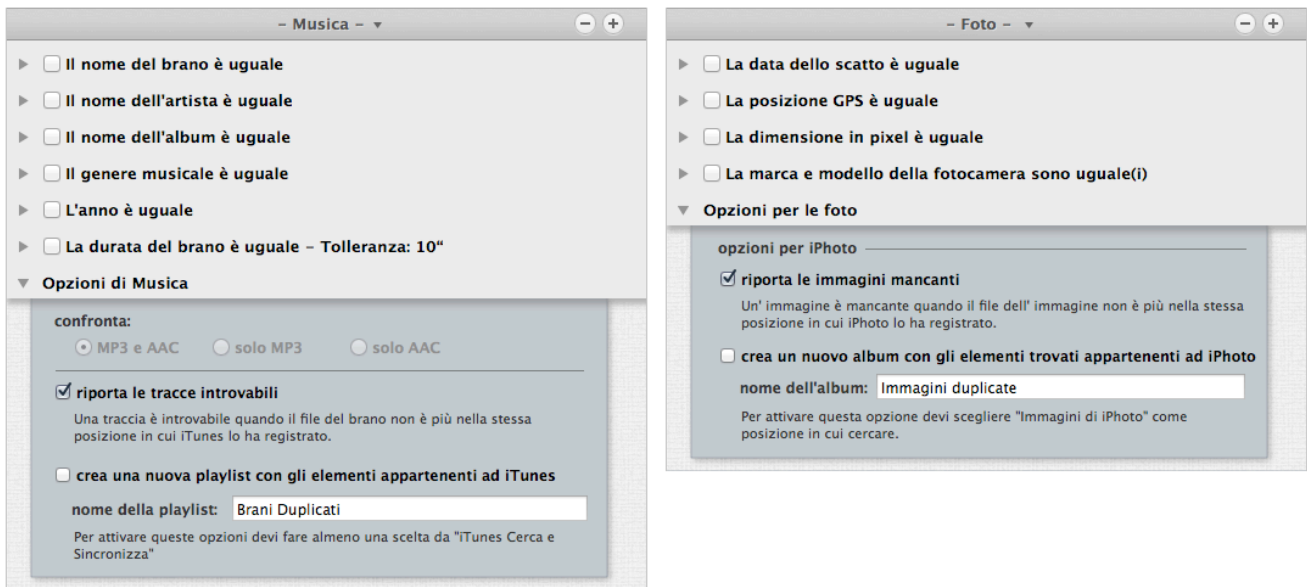 – Musica –
Il nome del brano è uguale
Il nome dell'artista è uguale
Il nome dell'album è uguale
Il genere musicale è uguale
L'anno è uguale
La durata del brano è uguale – Tolleranza: 10“
Opzioni di Musica
confronta:
MP3 e AAC solo MP3 solo AAC
riporta le tracce introvabili
Una traccia è introvabile quando il file del brano non è più nella stessa
posizione in cui iTunes lo ha registrato.
crea una nuova playlist con gli elementi appartenenti ad iTunes
nome della playlist: Brani Duplicati
Per attivare queste opzioni devi fare almeno una scelta da "iTunes Cerca e
Sincronizza"
– Foto –
La data dello scatto è uguale
La posizione GPS è uguale
La dimensione in pixel è uguale
La marca e modello della fotocamera sono uguale(i)
Opzioni per le foto
opzioni per iPhoto
riporta le immagini mancanti
Un' immagine è mancante quando il file dell' immagine non è più nella stessa
posizione in cui iPhoto lo ha registrato.
crea un nuovo album con gli elementi trovati appartenenti ad iPhoto
nome dell'album: Immagini duplicate
Per attivare questa opzione devi scegliere "Immagini di iPhoto" come
posizione in cui cercare.